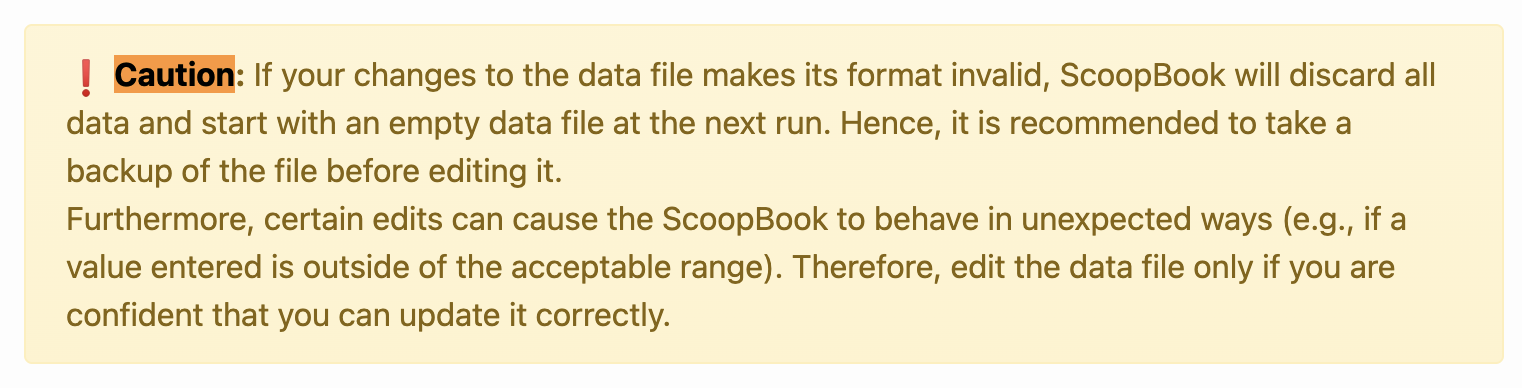 ❗ Caution: If your changes to the data file makes its format invalid, ScoopBook will discard all
data and start with an empty data file at the next run. Hence, it is recommended to take a
backup of the file before editing it.
Furthermore, certain edits can cause the ScoopBook to behave in unexpected ways (e.g., if a
value entered is outside of the acceptable range). Therefore, edit the data file only if you are
confident that you can update it correctly.